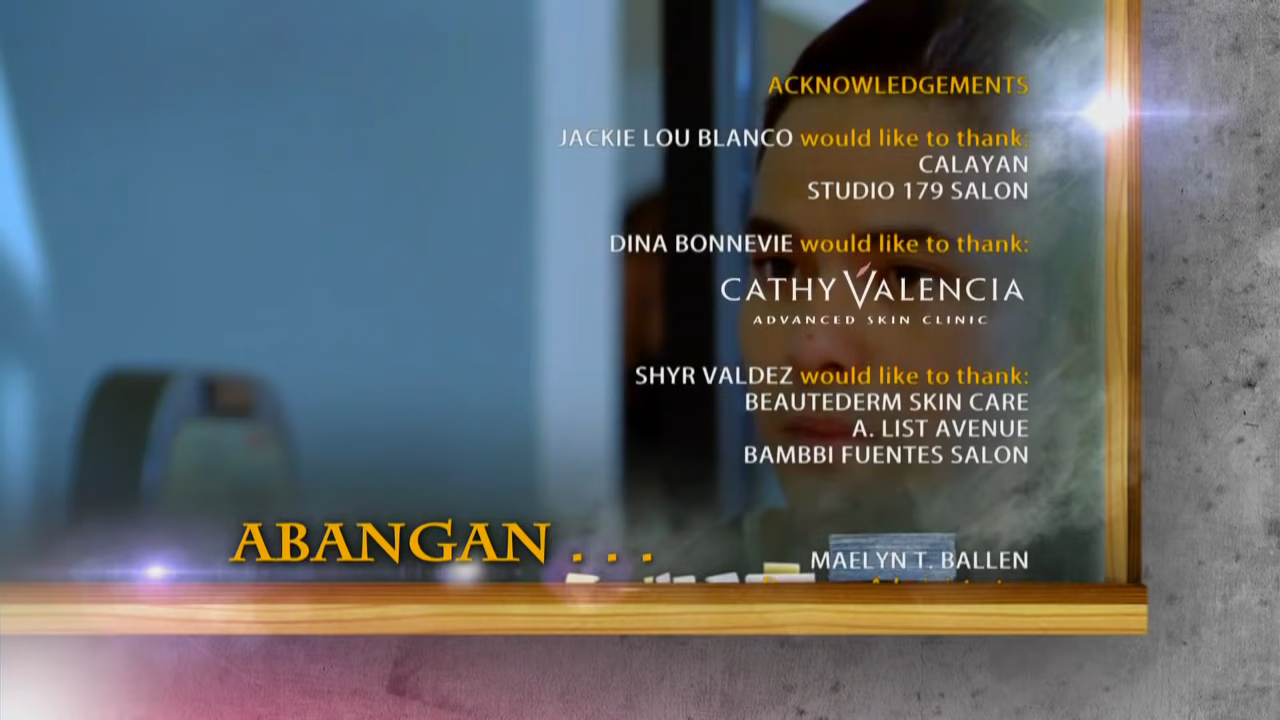 ACKNOWLEDGEMENTS
JACKIE LOU BLANCO would like to thank:
CALAYAN
STUDIO 179 SALON
DINA BONNEVIE would like to thank:
CATHY VALENCIA
ADVANCED SKIN CLINIC
SHYR VALDEZ would like to thank:
BEAUTEDERM SKIN CARE
A. LIST AVENUE
BAMBBI FUENTES SALON
ABANGAN . . .
MAELYN T. BALLEN